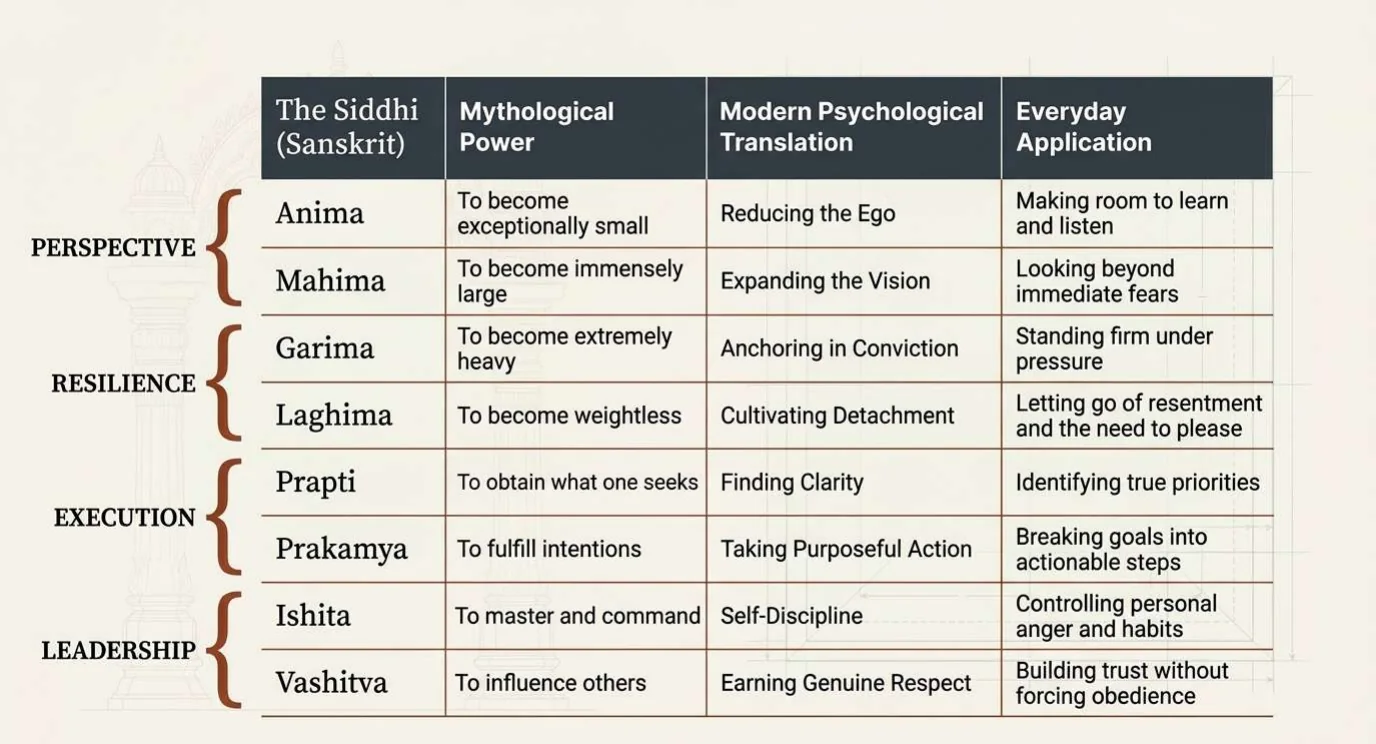 The Siddhi
(Sanskrit)
Mythological
Power
Modern Psychological
Translation
Everyday
Application
PERSPECTIVE
Anima
To become
exceptionally small
Reducing the Ego
Making room to learn
and listen
Mahima
To become immensely
large
Expanding the Vision
Looking beyond
immediate fears
RESILIENCE
Garima
To become extremely
heavy
Anchoring in Conviction
Standing firm under
pressure
Laghima
To become weightless
Cultivating Detachment
Letting go of resentment
and the need to please
EXECUTION
Prapti
To obtain what one seeks
Finding Clarity
Identifying true priorities
Prakamya
To fulfill intentions
Taking Purposeful Action
Breaking goals into
actionable steps
LEADERSHIP
Ishita
To master and command
Self-Discipline
Controlling personal
anger and habits
Vashitva
To influence others
Earning Genuine Respect
Building trust without
forcing obedience